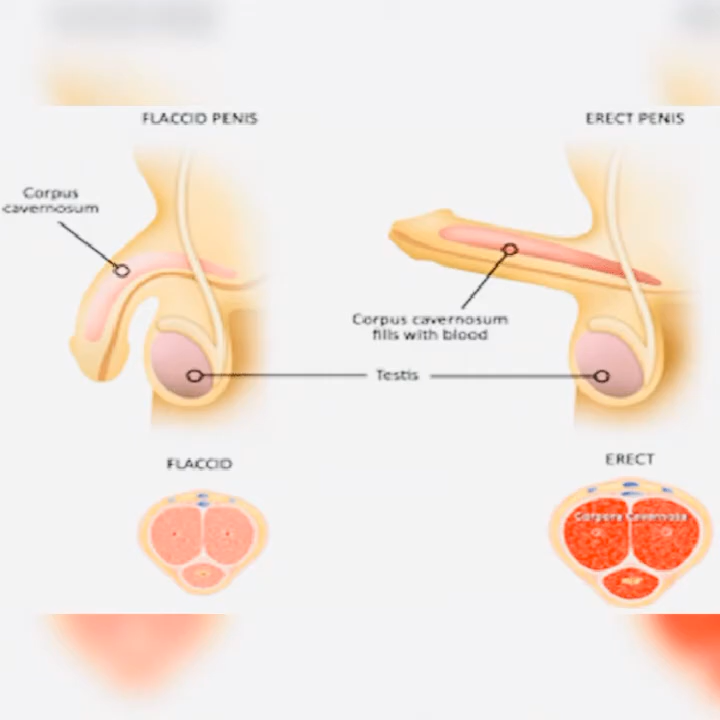 FLACCID PENIS
ERECT PENIS
Corpus
cavernosum
Corpus cavernosum
fills with blood
Testis
FLACCID
ERECT
Corpora Cavernosa